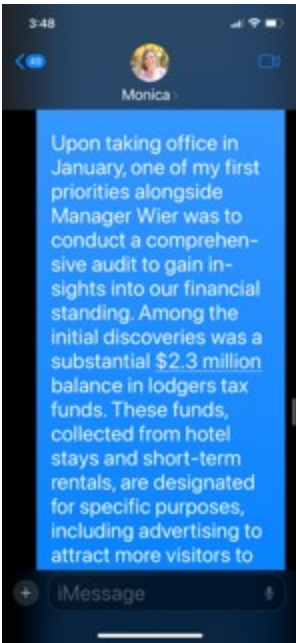 3:48
49
Monica
Upon taking office in
January, one of my first
priorities alongside
Manager Wier was to
conduct a comprehen-
sive audit to gain in-
sights into our financial
standing. Among the
initial discoveries was a
substantial $2.3 million
balance in lodgers tax
funds. These funds,
collected from hotel
stays and short-term
rentals, are designated
for specific purposes,
including advertising to
attract more visitors to
iMessage